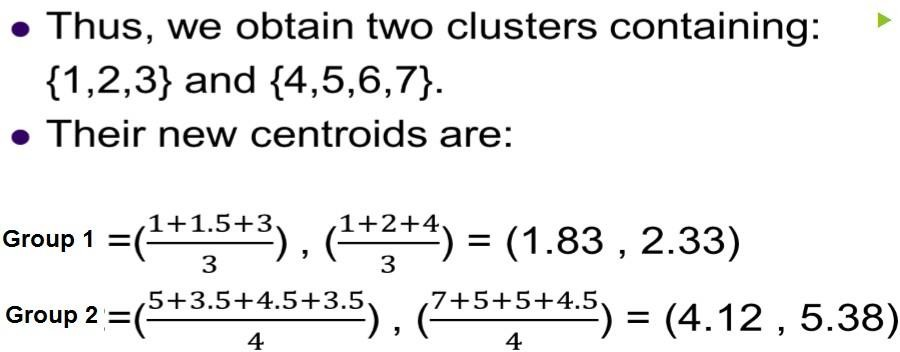 • Thus, we obtain two clusters containing:
{1,2,3} and {4,5,6,7}.
• Their new centroids are:
Group 1 =(\frac{1+1.5+3}{3}) , (\frac{1+2+4}{3}) = (1.83 , 2.33)
Group 2 =(\frac{5+3.5+4.5+3.5}{4}) , (\frac{7+5+5+4.5}{4}) = (4.12 , 5.38)